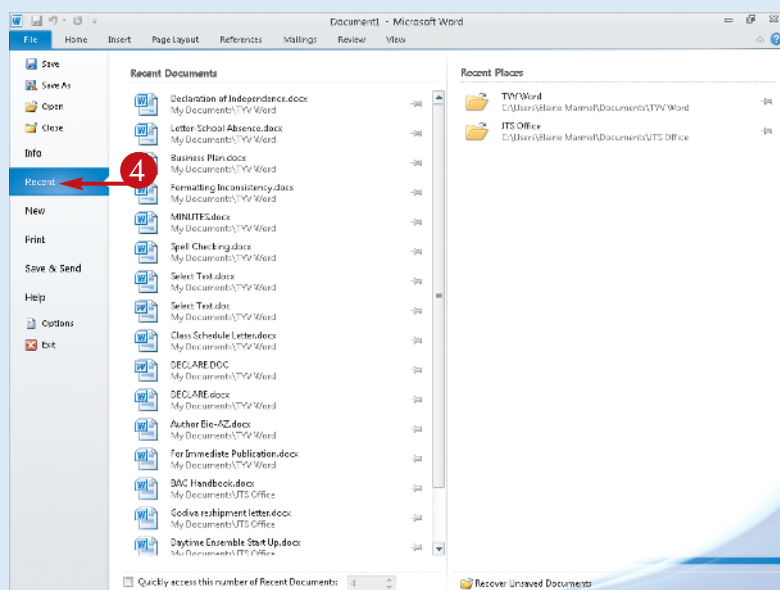 Document1 - Microsoft Word
File Home Insert Page Layout References Mailings Review View
Save
Save As
Open
Close
Info
Recent
4
New
Print
Save & Send
Help
Options
Exit
Recent Documents
Declaration of Independence.docx
My Documents\TYV Word
Letter-School Absence.docx
My Documents\TYV Word
Business Plan.docx
My Documents\TYV Word
Formatting Inconsistency.docx
My Documents\TYV Word
MINUTES.docx
My Documents\TYV Word
Spell Checking.docx
My Documents\TYV Word
Select Text.docx
My Documents\TYV Word
Select Text.doc
My Documents\TYV Word
Class Schedule Letter.docx
My Documents\TYV Word
DECLARE.DOC
My Documents\TYV Word
DECLARE.docx
My Documents\TYV Word
Author Bio-AZ.docx
My Documents\TYV Word
For Immediate Publication.docx
My Documents\TYV Word
BAC Handbook.docx
My Documents\JTS Office
Godiva reshipment letter.docx
My Documents\JTS Office
Daytime Ensemble Start Up.docx
My Documents\JTS Office
Quickly access this number of Recent Documents: 4
Recent Places
TYV Word
C:\Users\Elaine Marmel\Documents\TYV Word
JTS Office
C:\Users\Elaine Marmel\Documents\JTS Office
Recover Unsaved Documents